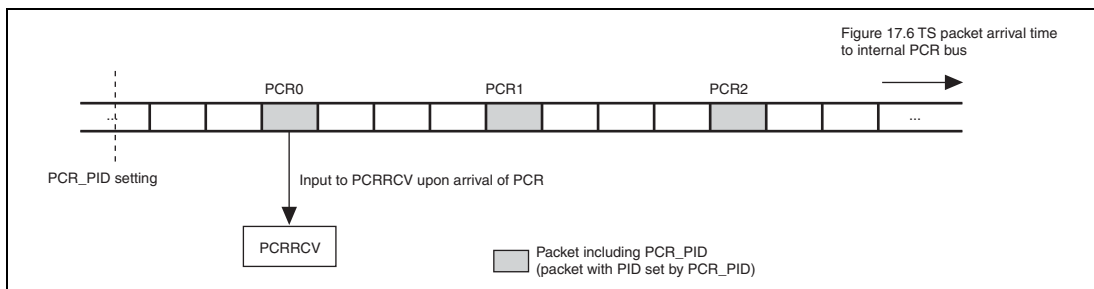 Figure 17.6 TS packet arrival time
to internal PCR bus
PCR0
PCR1
PCR2
...
...
PCR_PID setting
Input to PCRRCV upon arrival of PCR
PCRRCV
Packet including PCR_PID
(packet with PID set by PCR_PID)